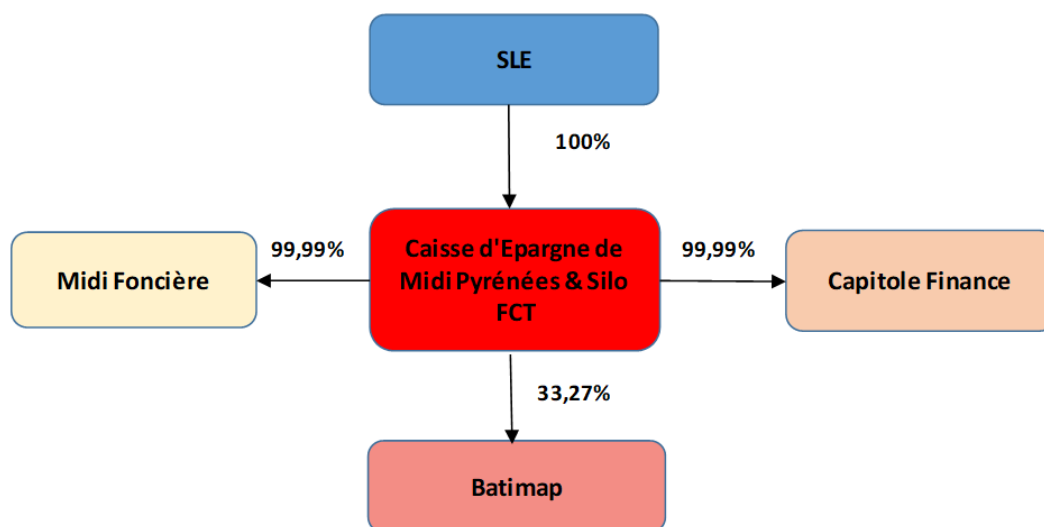 SLE
100%
Midi Foncière
99,99%
Caisse d'Epargne de
Midi Pyrénées & Silo
FCT
99,99%
Capitole Finance
33,27%
Batimap